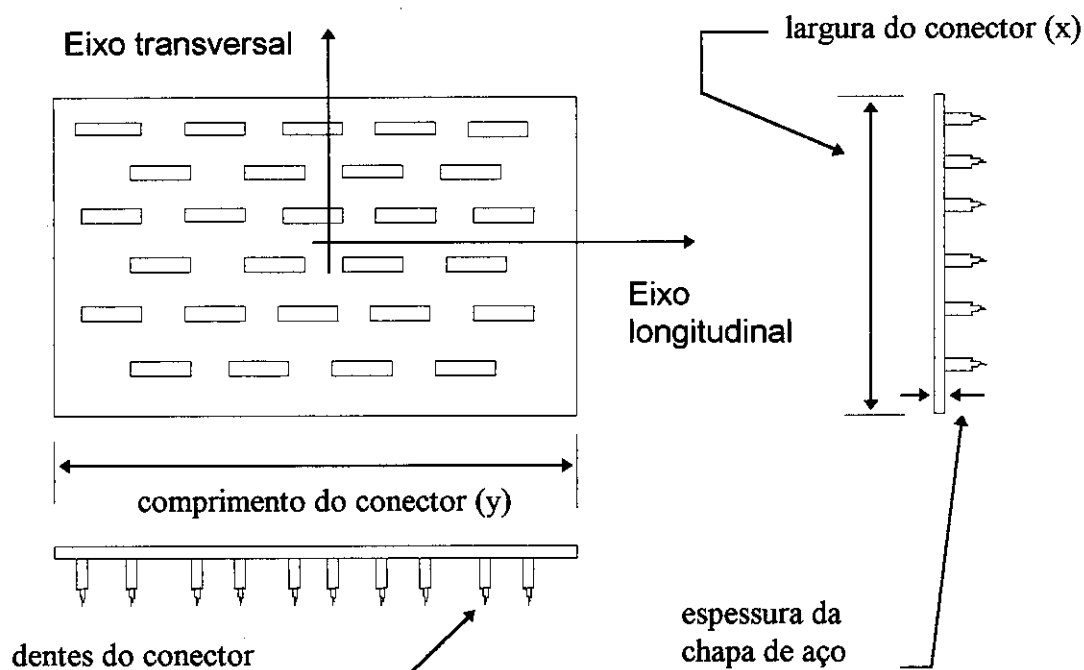 Eixo transversal
largura do conector (x)
Eixo
longitudinal
comprimento do conector (y)
dentes do conector
espessura da
chapa de aço